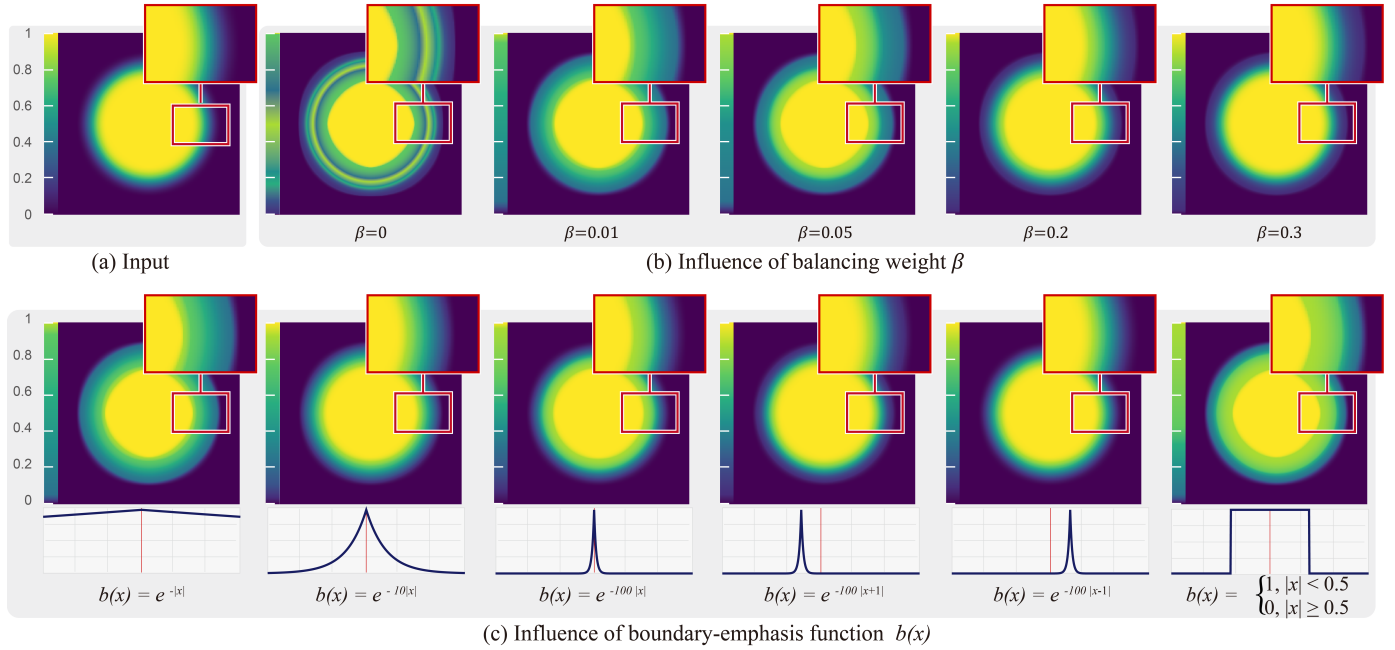 1
0.8
0.6
0.4
0.2
0
β=0
β=0.01
β=0.05
β=0.2
β=0.3
(a) Input
(b) Influence of balancing weight β
1
0.8
0.6
0.4
0.2
0
b(x) = e -|x|
b(x) = e - 10|x|
b(x) = e -100 |x|
b(x) = e -100 |x+1|
b(x) = e -100 |x-1|
b(x) = { 1, |x| < 0.5
0, |x| ≥ 0.5
(c) Influence of boundary-emphasis function b(x)